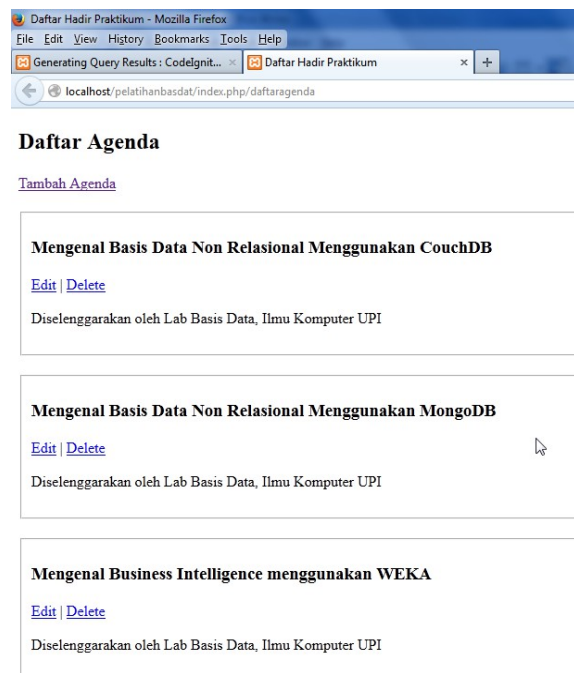 Daftar Hadir Praktikum - Mozilla Firefox
File Edit View History Bookmarks Tools Help
Generating Query Results : CodeIgnit... × Daftar Hadir Praktikum × +
localhost/pelatihanbasdat/index.php/daftaragenda
Daftar Agenda
Tambah Agenda
Mengenal Basis Data Non Relasional Menggunakan CouchDB
Edit | Delete
Diselenggarakan oleh Lab Basis Data, Ilmu Komputer UPI
Mengenal Basis Data Non Relasional Menggunakan MongoDB
Edit | Delete
Diselenggarakan oleh Lab Basis Data, Ilmu Komputer UPI
Mengenal Business Intelligence menggunakan WEKA
Edit | Delete
Diselenggarakan oleh Lab Basis Data, Ilmu Komputer UPI